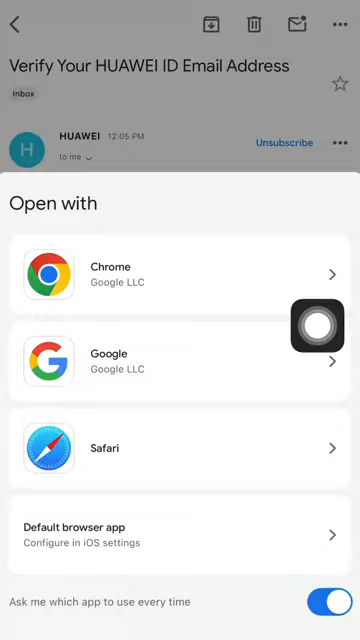 Verify Your HUAWEI ID Email Address
Inbox
H
HUAWEI 12:05 PM
Unsubscribe
to me
Open with
Chrome
Google LLC
Google
Google LLC
Safari
Default browser app
Configure in iOS settings
Ask me which app to use every time